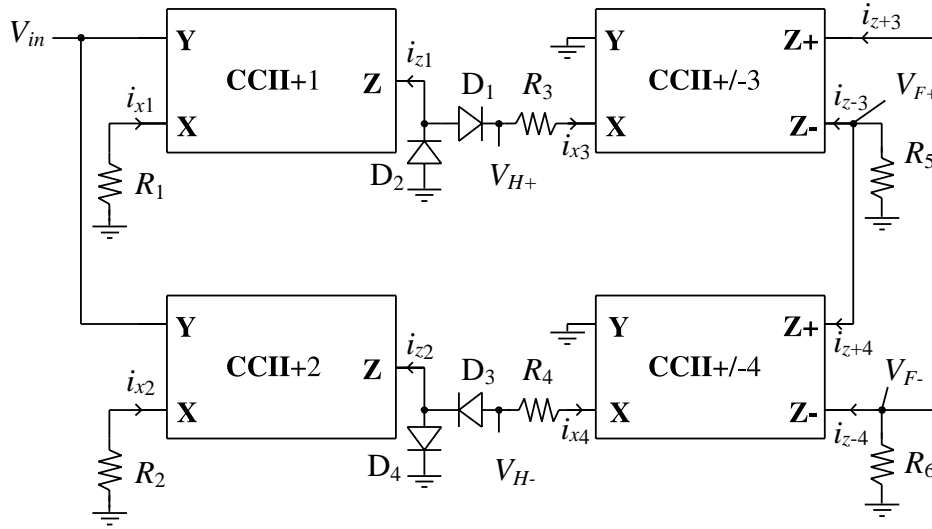 V_in
Y
CCII+1
Z
X
i_x1
R_1
i_z1
D_1
D_2
R_3
V_H+
i_x3
Y
CCII+/-3
X
Z+
Z-
i_z+3
i_z-3
V_F+
R_5
Y
CCII+2
Z
X
i_x2
R_2
i_z2
D_3
D_4
R_4
V_H-
i_x4
Y
CCII+/-4
X
Z+
Z-
i_z+4
i_z-4
V_F-
R_6